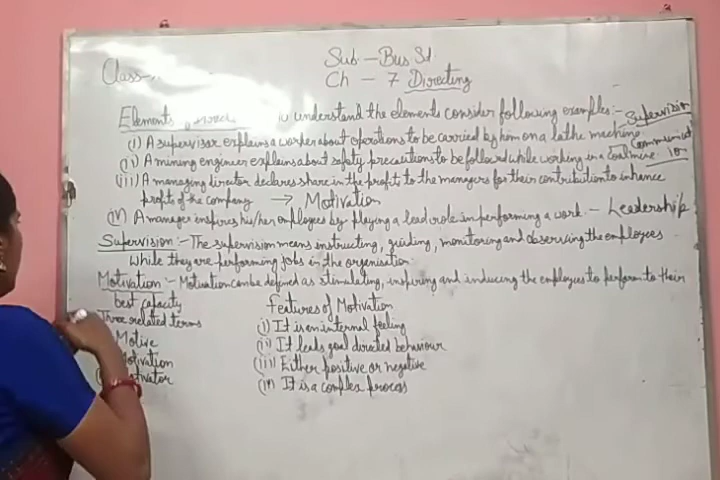 Sub - Bus Sd.
Class-
Ch - 7 Directing
Elements understand the elements consider following examples:-
(i) A supervisor explains a worker about operations to be carried by him on a lathe machine Supervision
(ii) A mining engineer explains about safety precautions to be followed while working in a coalmine
(iii) A managing director declares share in the profit to the managers for their contribution to inhance
profits of the company → Motivation
(iv) A manager inspires his/her employees by playing a lead role in performing a work. - Leadership
Supervision :- The supervision means instructing, guiding, monitoring and observing the employees
while they are performing jobs in the organisation
Motivation :- Motivation can be defined as stimulating, inspiring and inducing the employees to perform to their
best capacity
Three related terms
Motive
Motivation
Features of Motivation
(i) It is an internal feeling
(ii) It leads goal directed behaviour
(iii) Either positive or negative
(iv) It is a complex process